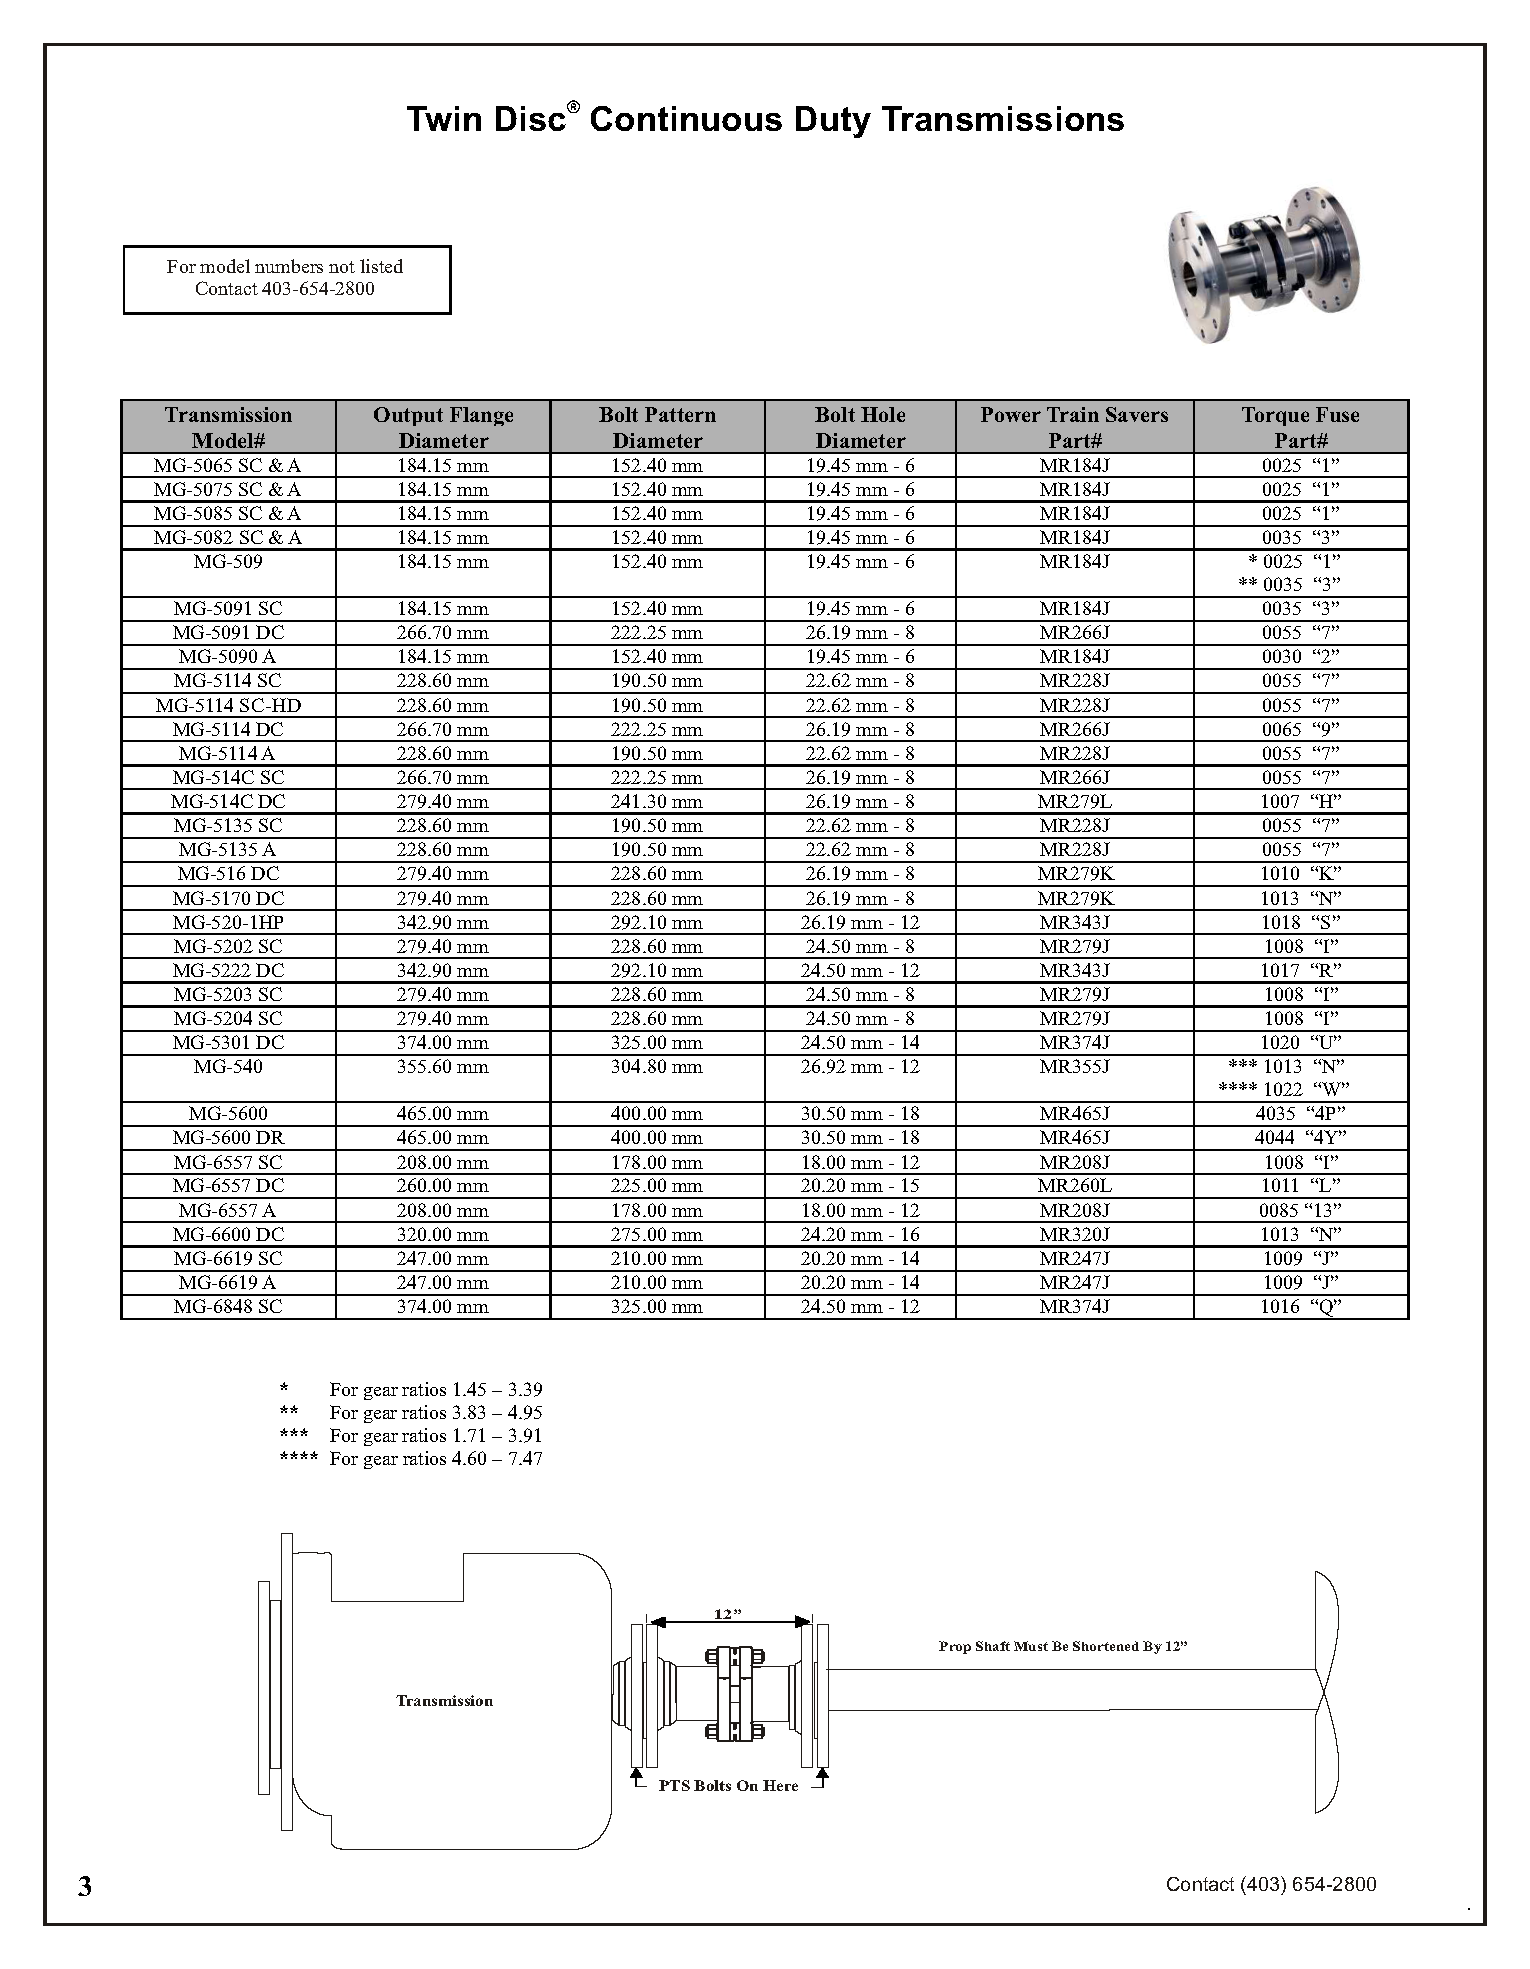 Twin Disc® Continuous Duty Transmissions
For model numbers not listed
Contact 403-654-2800
Transmission Model# Output Flange Diameter Bolt Pattern Diameter Bolt Hole Diameter Power Train Savers Part# Torque Fuse Part#
MG-5065 SC & A 184.15 mm 152.40 mm 19.45 mm - 6 MR184J 0025 “1”
MG-5075 SC & A 184.15 mm 152.40 mm 19.45 mm - 6 MR184J 0025 “1”
MG-5085 SC & A 184.15 mm 152.40 mm 19.45 mm - 6 MR184J 0025 “1”
MG-5082 SC & A 184.15 mm 152.40 mm 19.45 mm - 6 MR184J 0035 “3”
MG-509 184.15 mm 152.40 mm 19.45 mm - 6 MR184J * 0025 “1”
** 0035 “3”
MG-5091 SC 184.15 mm 152.40 mm 19.45 mm - 6 MR184J 0035 “3”
MG-5091 DC 266.70 mm 222.25 mm 26.19 mm - 8 MR266J 0055 “7”
MG-5090 A 184.15 mm 152.40 mm 19.45 mm - 6 MR184J 0030 “2”
MG-5114 SC 228.60 mm 190.50 mm 22.62 mm - 8 MR228J 0055 “7”
MG-5114 SC-HD 228.60 mm 190.50 mm 22.62 mm - 8 MR228J 0055 “7”
MG-5114 DC 266.70 mm 222.25 mm 26.19 mm - 8 MR266J 0065 “9”
MG-5114 A 228.60 mm 190.50 mm 22.62 mm - 8 MR228J 0055 “7”
MG-514C SC 266.70 mm 222.25 mm 26.19 mm - 8 MR266J 0055 “7”
MG-514C DC 279.40 mm 241.30 mm 26.19 mm - 8 MR279L 1007 “H”
MG-5135 SC 228.60 mm 190.50 mm 22.62 mm - 8 MR228J 0055 “7”
MG-5135 A 228.60 mm 190.50 mm 22.62 mm - 8 MR228J 0055 “7”
MG-516 DC 279.40 mm 228.60 mm 26.19 mm - 8 MR279K 1010 “K”
MG-5170 DC 279.40 mm 228.60 mm 26.19 mm - 8 MR279K 1013 “N”
MG-520-1HP 342.90 mm 292.10 mm 26.19 mm - 12 MR343J 1018 “S”
MG-5202 SC 279.40 mm 228.60 mm 24.50 mm - 8 MR279J 1008 “I”
MG-5222 DC 342.90 mm 292.10 mm 24.50 mm - 12 MR343J 1017 “R”
MG-5203 SC 279.40 mm 228.60 mm 24.50 mm - 8 MR279J 1008 “I”
MG-5204 SC 279.40 mm 228.60 mm 24.50 mm - 8 MR279J 1008 “I”
MG-5301 DC 374.00 mm 325.00 mm 24.50 mm - 14 MR374J 1020 “U”
MG-540 355.60 mm 304.80 mm 26.92 mm - 12 MR355J *** 1013 “N”
**** 1022 “W”
MG-5600 465.00 mm 400.00 mm 30.50 mm - 18 MR465J 4035 “4P”
MG-5600 DR 465.00 mm 400.00 mm 30.50 mm - 18 MR465J 4044 “4Y”
MG-6557 SC 208.00 mm 178.00 mm 18.00 mm - 12 MR208J 1008 “I”
MG-6557 DC 260.00 mm 225.00 mm 20.20 mm - 15 MR260L 1011 “L”
MG-6557 A 208.00 mm 178.00 mm 18.00 mm - 12 MR208J 0085 “13”
MG-6600 DC 320.00 mm 275.00 mm 24.20 mm - 16 MR320J 1013 “N”
MG-6619 SC 247.00 mm 210.00 mm 20.20 mm - 14 MR247J 1009 “J”
MG-6619 A 247.00 mm 210.00 mm 20.20 mm - 14 MR247J 1009 “J”
MG-6848 SC 374.00 mm 325.00 mm 24.50 mm - 12 MR374J 1016 “Q”
* For gear ratios 1.45 – 3.39
** For gear ratios 3.83 – 4.95
*** For gear ratios 1.71 – 3.91
**** For gear ratios 4.60 – 7.47
12”
Prop Shaft Must Be Shortened By 12”
Transmission
PTS Bolts On Here
3
Contact (403) 654-2800
.